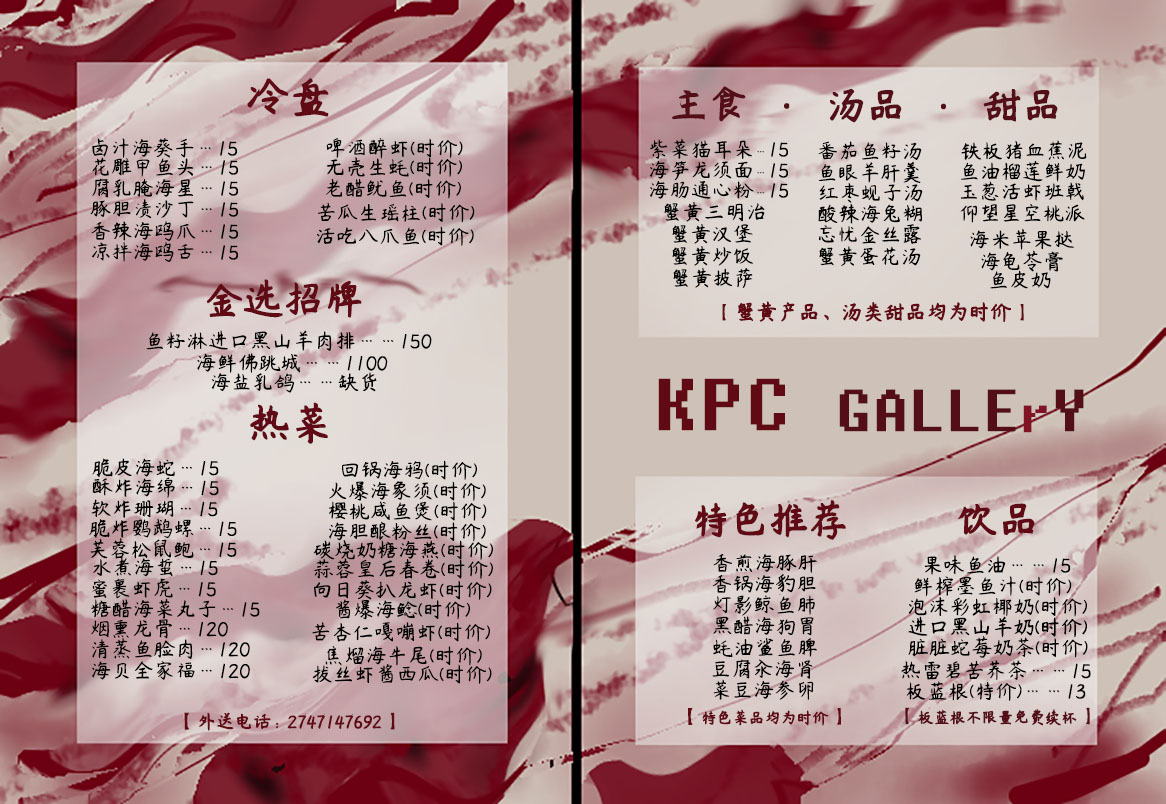 冷盘
卤汁海葵手…15
花雕甲鱼头…15
腐乳腌海星…15
豚胆渍沙丁…15
香辣海鸥爪…15
凉拌海鸥舌…15
啤酒醉虾(时价)
无壳生蚝(时价)
老醋鱿鱼(时价)
苦瓜生瑶柱(时价)
活吃八爪鱼(时价)
金选招牌
鱼籽淋进口黑山羊肉排……150
海鲜佛跳城……1100
海盐乳鸽……缺货
热菜
脆皮海蛇…15
酥炸海绵…15
软炸珊瑚…15
脆炸鹦鹉螺…15
芙蓉松鼠鲍…15
水煮海蜇…15
蜜裹虾虎…15
糖醋海菜丸子…15
烟熏龙骨…120
清蒸鱼脸肉…120
海贝全家福…120
回锅海鸦(时价)
火爆海象须(时价)
樱桃咸鱼煲(时价)
海胆酿粉丝(时价)
碳烧奶糖海燕(时价)
蒜蓉皇后春卷(时价)
向日葵扒龙虾(时价)
酱爆海鲶(时价)
苦杏仁嘎嘣虾(时价)
焦熘海牛尾(时价)
拔丝虾酱西瓜(时价)
【外送电话：2747147692】
主食·汤品·甜品
紫菜猫耳朵…15
海笋龙须面…15
海肠通心粉…15
蟹黄三明治
蟹黄汉堡
蟹黄炒饭
蟹黄披萨
番茄鱼籽汤
鱼眼羊肝羹
红枣蚬子汤
酸辣海兔糊
忘忧金丝露
蟹黄蛋花汤
铁板猪血蕉泥
鱼油榴莲鲜奶
玉葱活虾班戟
仰望星空桃派
海米苹果挞
海龟苓膏
鱼皮奶
【蟹黄产品、汤类甜品均为时价】
KPC GALLErY
特色推荐
香煎海豚肝
香锅海豹胆
灯影鲸鱼肺
黑醋海狗胃
蚝油鲨鱼脾
豆腐汆海肾
菜豆海参卵
【特色菜品均为时价】
饮品
果味鱼油……15
鲜榨墨鱼汁(时价)
泡沫彩虹椰奶(时价)
进口黑山羊奶(时价)
脏脏蛇莓奶茶(时价)
热雷碧苦荞茶……15
板蓝根(特价)……13
【板蓝根不限量免费续杯】